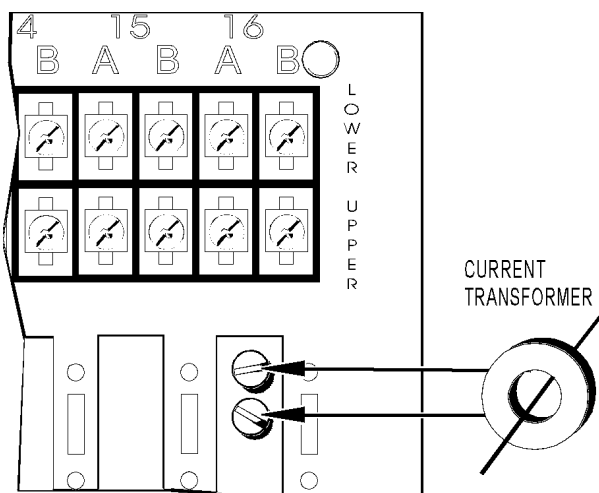 4 15 16
B A B A B
LOWER UPPER
CURRENT
TRANSFORMER